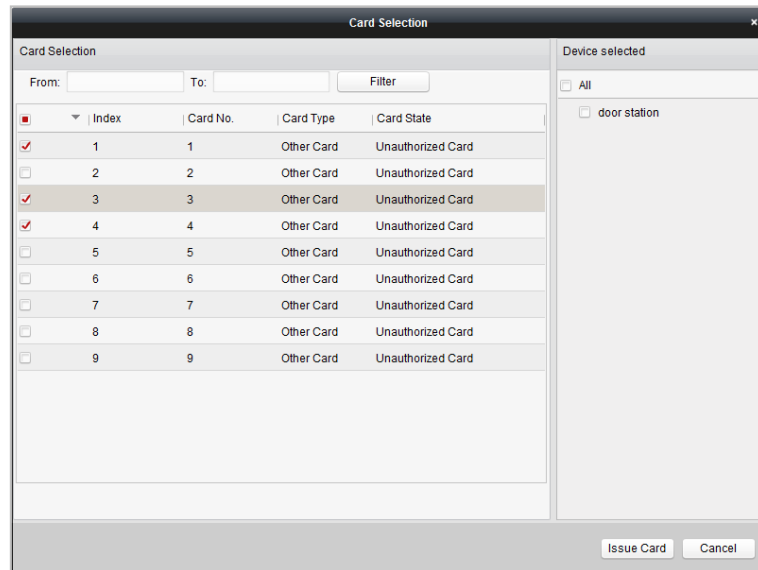 Card Selection ×
Card Selection
Device selected
From: To: Filter
All
Index Card No. Card Type Card State
door station
1 1 Other Card Unauthorized Card
2 2 Other Card Unauthorized Card
3 3 Other Card Unauthorized Card
4 4 Other Card Unauthorized Card
5 5 Other Card Unauthorized Card
6 6 Other Card Unauthorized Card
7 7 Other Card Unauthorized Card
8 8 Other Card Unauthorized Card
9 9 Other Card Unauthorized Card
Issue Card Cancel